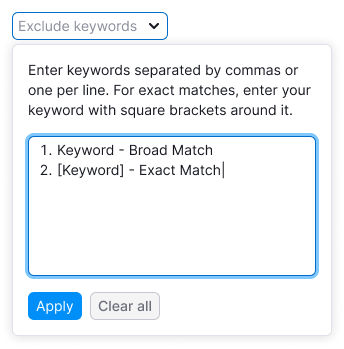 Exclude keywords
Enter keywords separated by commas or
one per line. For exact matches, enter your
keyword with square brackets around it.
1. Keyword - Broad Match
2. [Keyword] - Exact Match
Apply Clear all